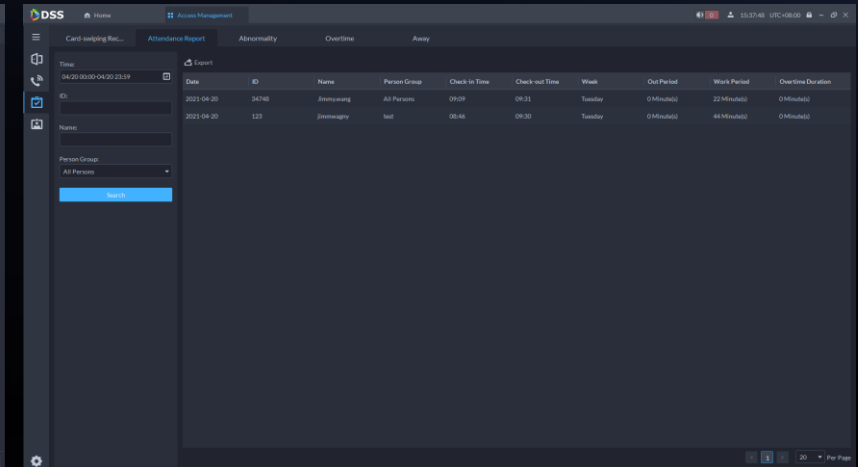 DSS Home Access Management 0 15:37:48 UTC+08:00
Card-swiping Rec... Attendance Report Abnormality Overtime Away
Time:
04/20 00:00-04/20 23:59
ID:
Name:
Person Group:
All Persons
Search
Export
Date ID Name Person Group Check-in Time Check-out Time Week Out Period Work Period Overtime Duration
2021-04-20 34748 Jimmy.wang All Persons 09:09 09:31 Tuesday 0 Minute(s) 22 Minute(s) 0 Minute(s)
2021-04-20 123 jimmwagny test 08:46 09:30 Tuesday 0 Minute(s) 44 Minute(s) 0 Minute(s)
1 20 Per Page